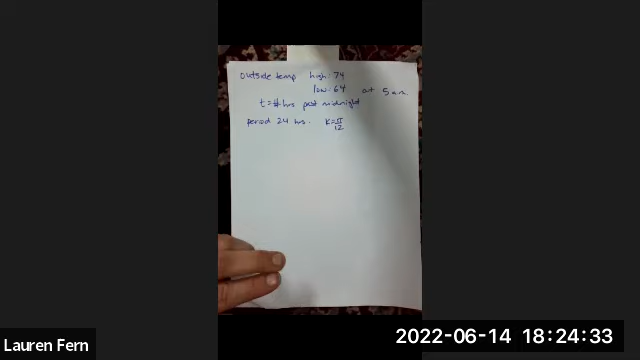 outside temp high: 74
low: 64 at 5 a.m.
t = # hrs past midnight
period 24 hrs. K = π/12
Lauren Fern
2022-06-14 18:24:33